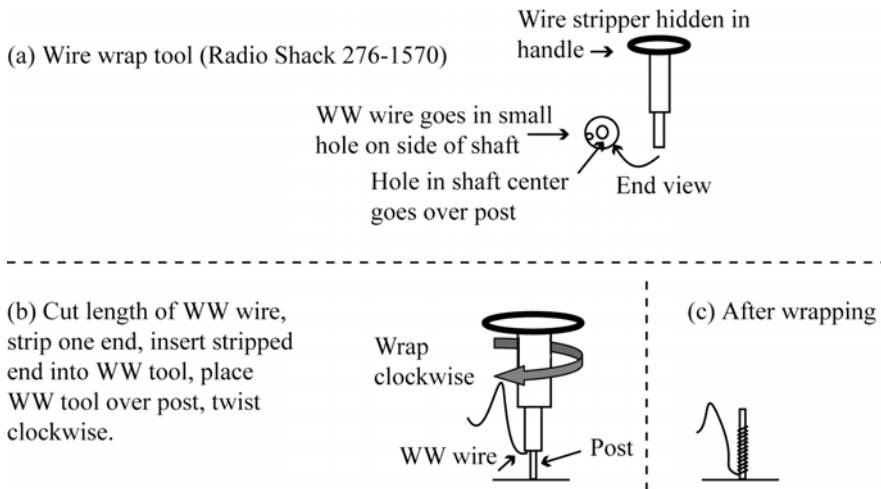 Wire stripper hidden in
handle
(a) Wire wrap tool (Radio Shack 276-1570)
WW wire goes in small
hole on side of shaft
Hole in shaft center
goes over post
End view
(b) Cut length of WW wire,
strip one end, insert stripped
end into WW tool, place
WW tool over post, twist
clockwise.
Wrap
clockwise
WW wire
Post
(c) After wrapping